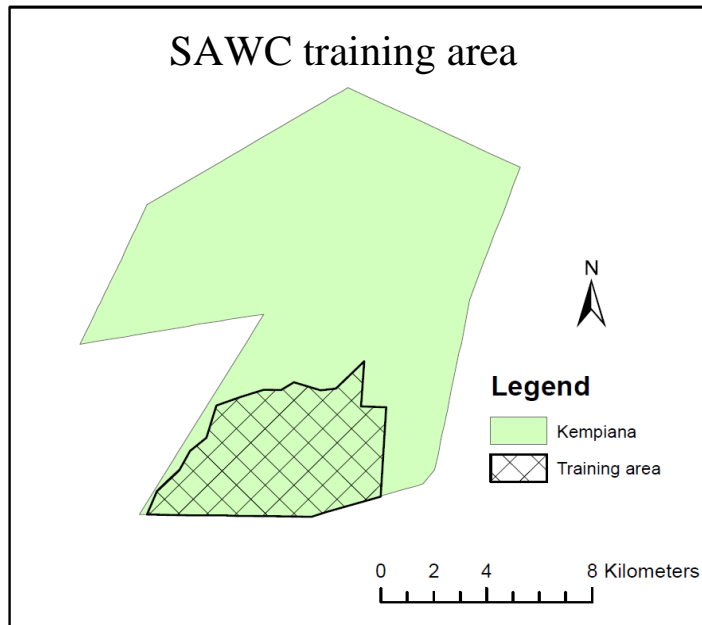 SAWC training area
N
Legend
Kempiana
Training area
0 2 4 8 Kilometers